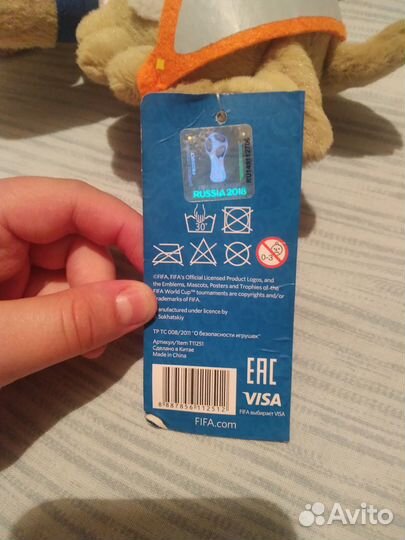 RUSSIA 2018
30°
0-3
©FIFA, FIFA's Official Licensed Product Logos, and
the Emblems, Mascots, Posters and Trophies of the
FIFA World Cup™ tournaments are copyrights and/or
trademarks of FIFA.
Manufactured under licence by
Sokhatskiy
ТР ТС 008/2011 "О безопасности игрушек"
Артикул/Item T11251
Сделано в Китае
Made in China
8 887856 112512
EAC
VISA
FIFA выбирает VISA
FIFA.com
Avito